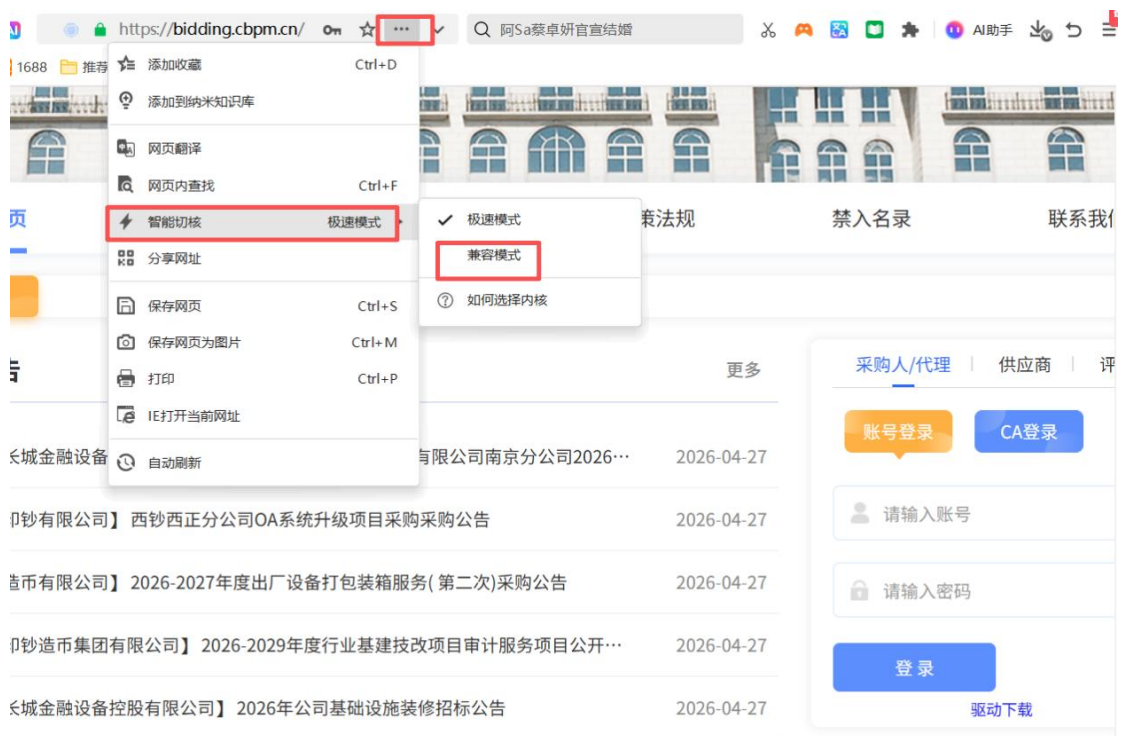 https://bidding.cbpm.cn/ ··· 阿Sa蔡卓妍官宣结婚 AI助手
1688 推荐
添加收藏 Ctrl+D
添加到纳米知识库
网页翻译
网页内查找 Ctrl+F
智能切核 极速模式
分享网址
保存网页 Ctrl+S
保存网页为图片 Ctrl+M
打印 Ctrl+P
IE打开当前网址
自动刷新
极速模式
兼容模式
如何选择内核
页 策法规 禁入名录 联系我们
告 更多
长城金融设备 有限公司南京分公司2026··· 2026-04-27
印钞有限公司】西钞西正分公司OA系统升级项目采购采购公告 2026-04-27
造币有限公司】2026-2027年度出厂设备打包装箱服务(第二次)采购公告 2026-04-27
印钞造币集团有限公司】2026-2029年度行业基建技改项目审计服务项目公开··· 2026-04-27
长城金融设备控股有限公司】2026年公司基础设施装修招标公告 2026-04-27
采购人/代理 供应商 评
账号登录 CA登录
请输入账号
请输入密码
登录
驱动下载